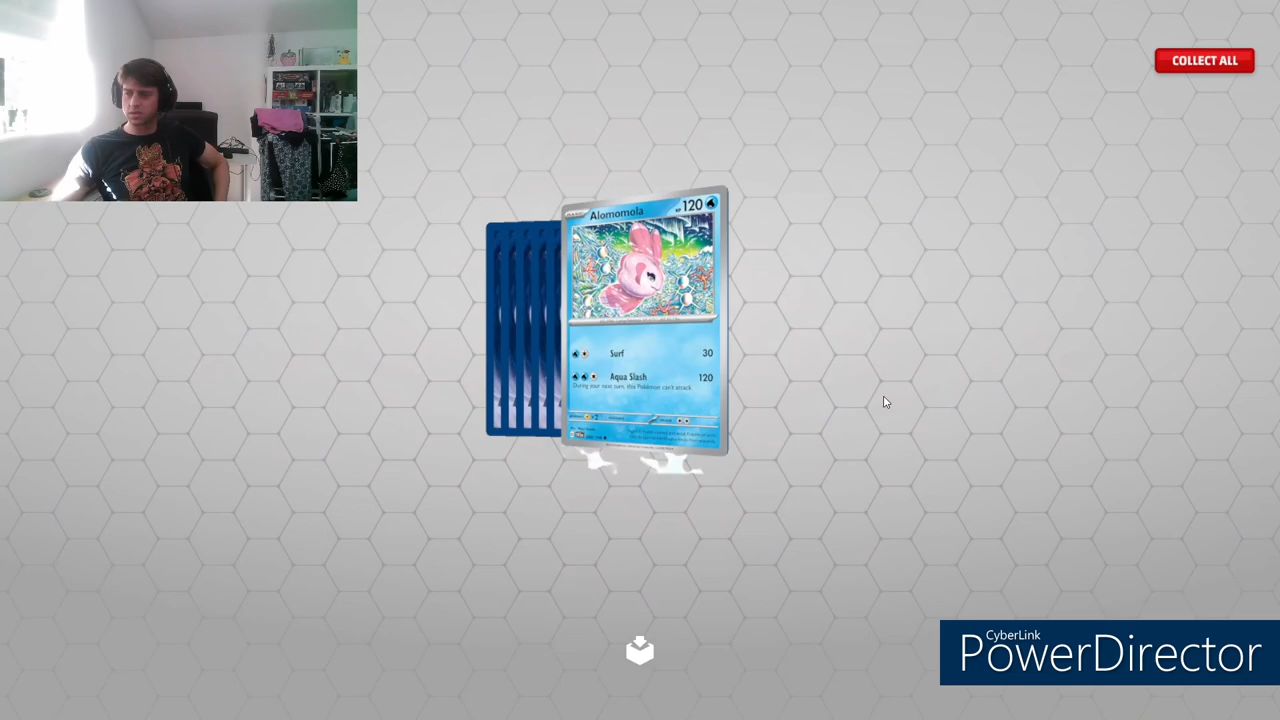 COLLECT ALL
BASIC
Alomomola
HP 120
Surf 30
Aqua Slash 120
During your next turn, this Pokémon can't attack.
CyberLink
PowerDirector